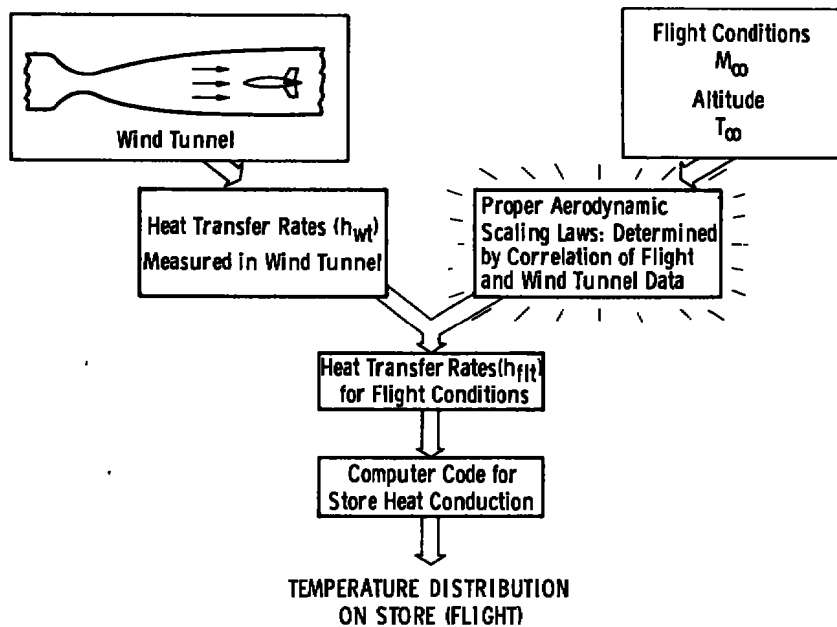 Wind Tunnel
Flight Conditions
M∞
Altitude
T∞
Heat Transfer Rates (hwt)
Measured in Wind Tunnel
Proper Aerodynamic
Scaling Laws: Determined
by Correlation of Flight
and Wind Tunnel Data
Heat Transfer Rates(hflt)
for Flight Conditions
Computer Code for
Store Heat Conduction
TEMPERATURE DISTRIBUTION
ON STORE (FLIGHT)